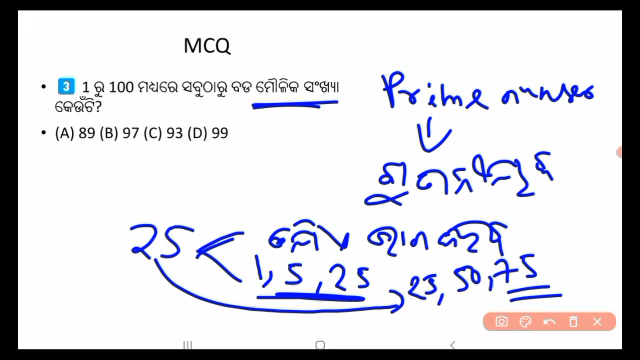 MCQ
• 3 1 ରୁ 100 ମଧ୍ୟରେ ସବୁଠାରୁ ବଡ ମୌଳିକ ସଂଖ୍ୟା
କେଉଁଟି?
• (A) 89 (B) 97 (C) 93 (D) 99
Prime
25
1, 5, 25
25, 50, 75